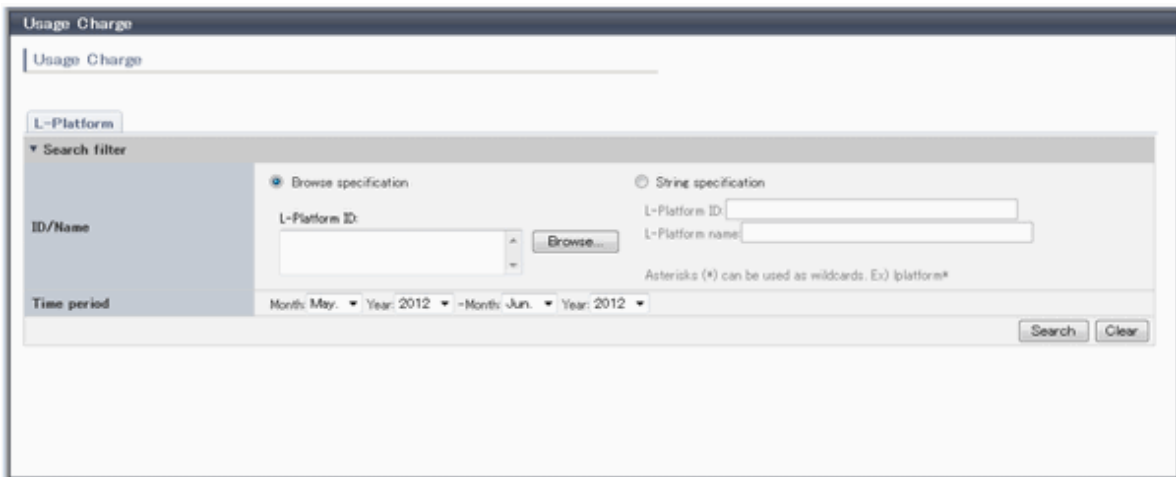 Usage Charge
Usage Charge
L-Platform
▼ Search filter
ID/Name
Browse specification
L-Platform ID:
Browse...
String specification
L-Platform ID:
L-Platform name:
Asterisks (*) can be used as wildcards. Ex) lplatform*
Time period
Month: May. Year: 2012 -Month: Jun. Year: 2012
Search Clear